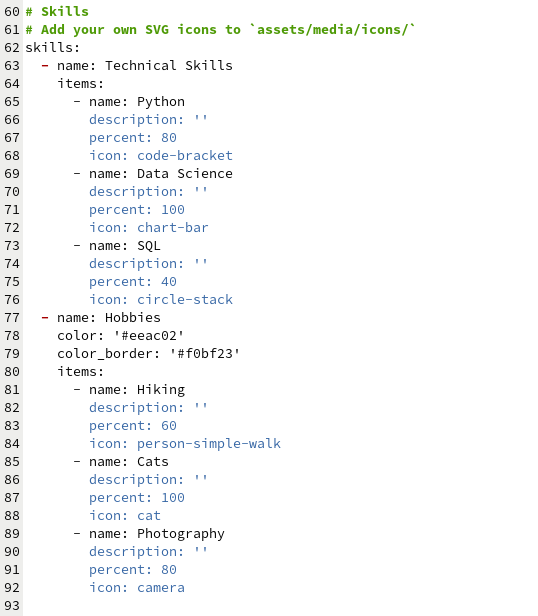 60 # Skills
61 # Add your own SVG icons to `assets/media/icons/`
62 skills:
63   - name: Technical Skills
64     items:
65       - name: Python
66         description: ''
67         percent: 80
68         icon: code-bracket
69       - name: Data Science
70         description: ''
71         percent: 100
72         icon: chart-bar
73       - name: SQL
74         description: ''
75         percent: 40
76         icon: circle-stack
77   - name: Hobbies
78     color: '#eeac02'
79     color_border: '#f0bf23'
80     items:
81       - name: Hiking
82         description: ''
83         percent: 60
84         icon: person-simple-walk
85       - name: Cats
86         description: ''
87         percent: 100
88         icon: cat
89       - name: Photography
90         description: ''
91         percent: 80
92         icon: camera
93